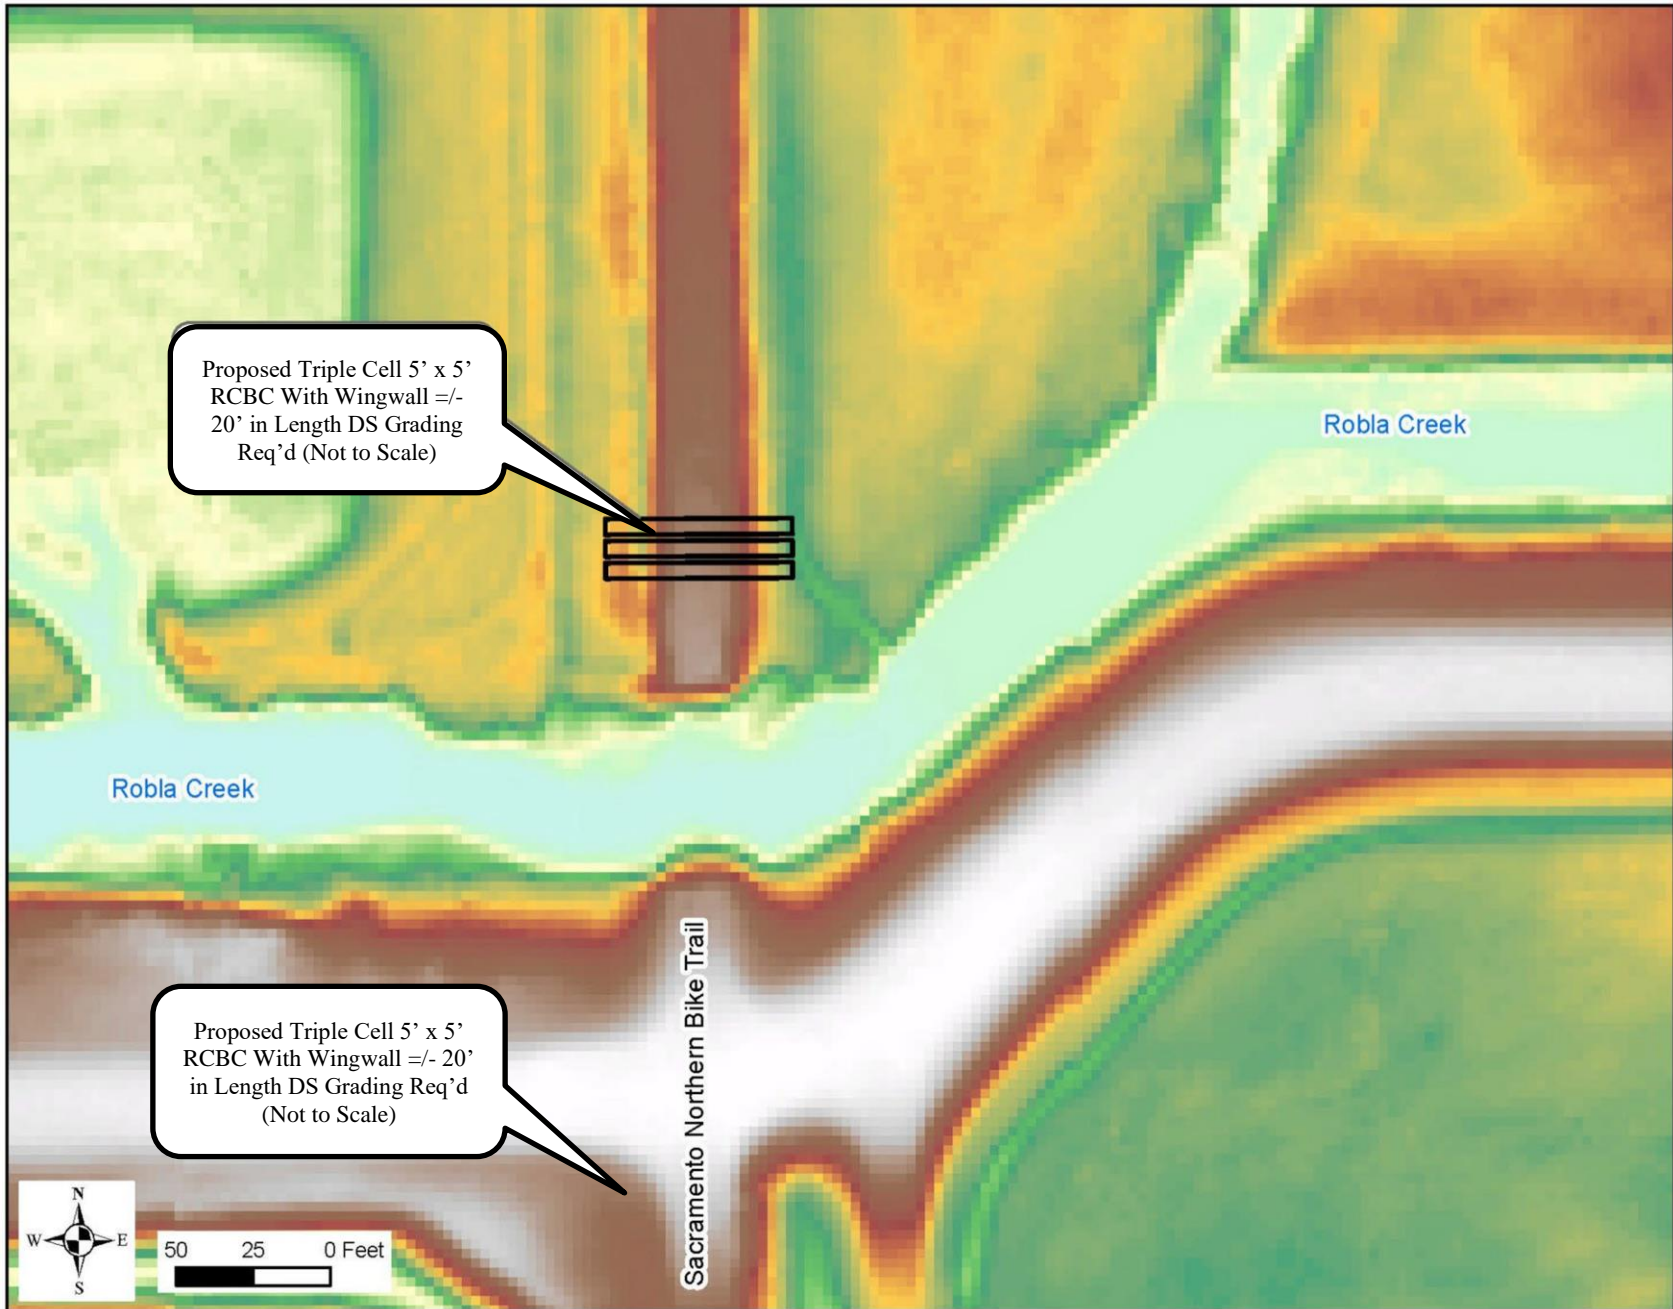 Proposed Triple Cell 5’ x 5’
RCBC With Wingwall =/-
20’ in Length DS Grading
Req’d (Not to Scale)
Robla Creek
Robla Creek
Sacramento Northern Bike Trail
Proposed Triple Cell 5’ x 5’
RCBC With Wingwall =/- 20’
in Length DS Grading Req’d
(Not to Scale)
N
W E
S
50 25 0 Feet